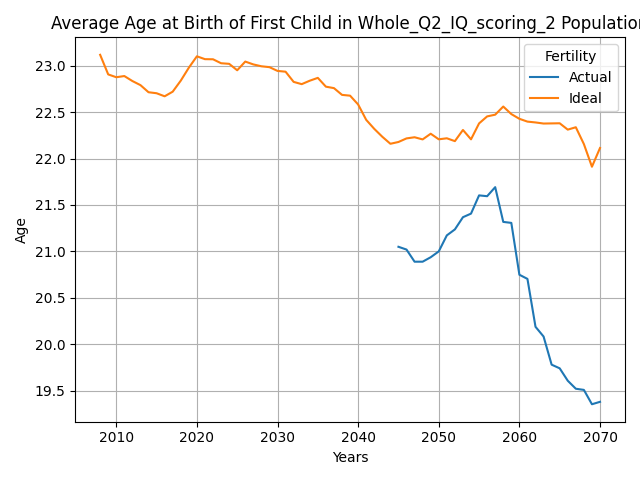 Average Age at Birth of First Child in Whole_Q2_IQ_scoring_2 Population
Fertility
Actual
Ideal
Age
23.0
22.5
22.0
21.5
21.0
20.5
20.0
19.5
2010
2020
2030
2040
2050
2060
2070
Years